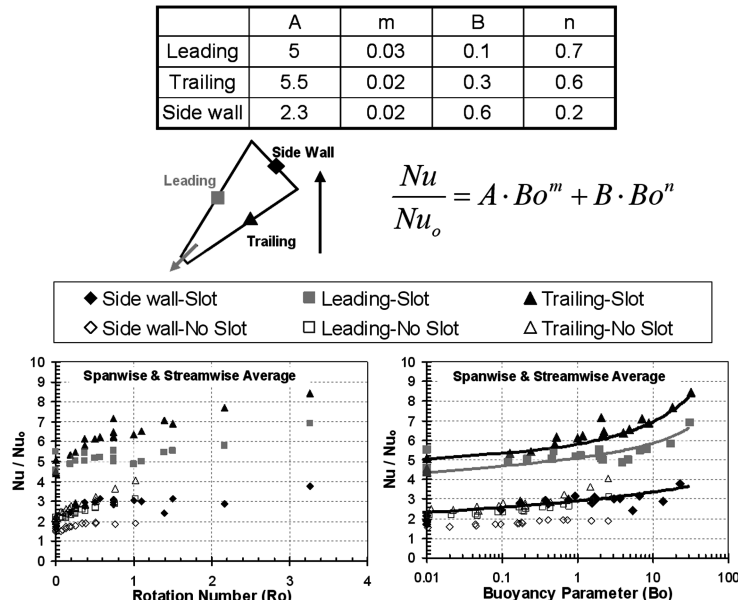 A m B n
Leading 5 0.03 0.1 0.7
Trailing 5.5 0.02 0.3 0.6
Side wall 2.3 0.02 0.6 0.2
Side Wall
Leading
Trailing
Nu/Nuo = A · Bo^m + B · Bo^n
◆ Side wall-Slot ■ Leading-Slot ▲ Trailing-Slot
◇ Side wall-No Slot □ Leading-No Slot △ Trailing-No Slot
Spanwise & Streamwise Average
Nu / Nuo
10
9
8
7
6
5
4
3
2
1
0
0 1 2 3 4
Rotation Number (Ro)
Spanwise & Streamwise Average
Nu / Nuo
10
9
8
7
6
5
4
3
2
1
0
0.01 0.1 1 10 100
Buoyancy Parameter (Bo)